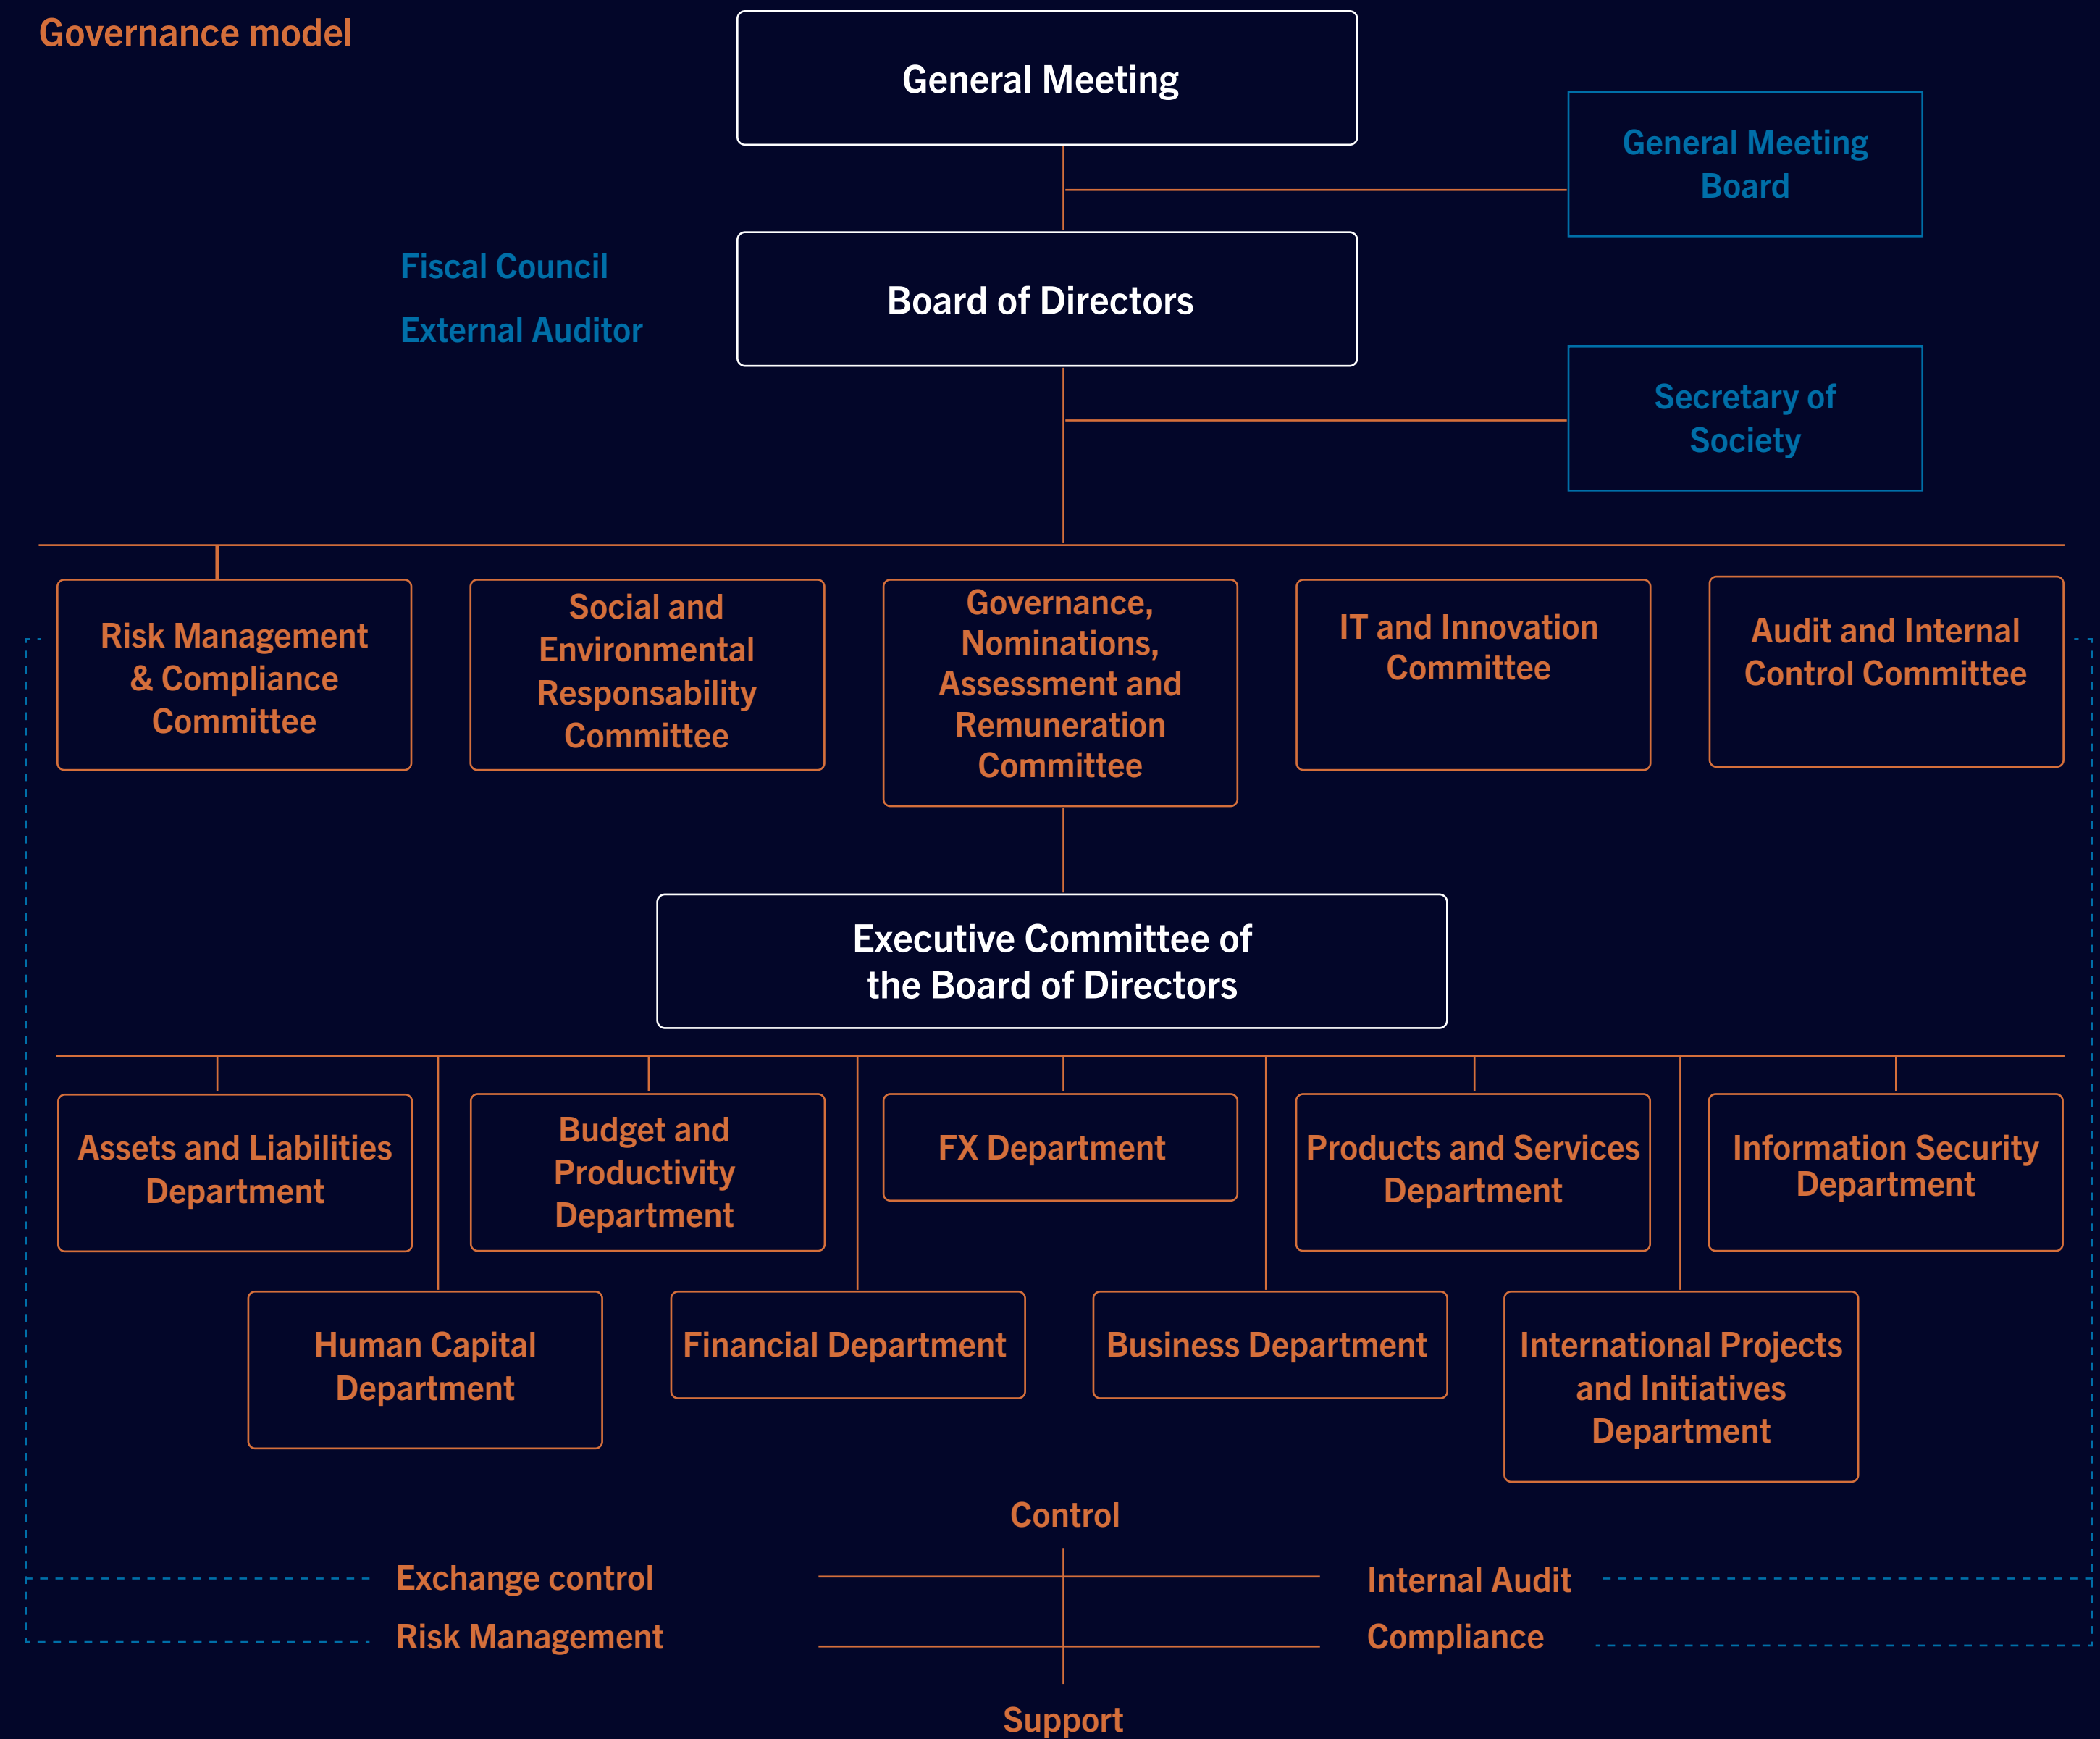 Governance model
General Meeting
General Meeting
Board
Fiscal Council
External Auditor
Board of Directors
Secretary of
Society
Risk Management
& Compliance
Committee
Social and
Environmental
Responsability
Committee
Governance,
Nominations,
Assessment and
Remuneration
Committee
IT and Innovation
Committee
Audit and Internal
Control Committee
Executive Committee of
the Board of Directors
Assets and Liabilities
Department
Budget and
Productivity
Department
FX Department
Products and Services
Department
Information Security
Department
Human Capital
Department
Financial Department
Business Department
International Projects
and Initiatives
Department
Control
Exchange control
Internal Audit
Risk Management
Compliance
Support